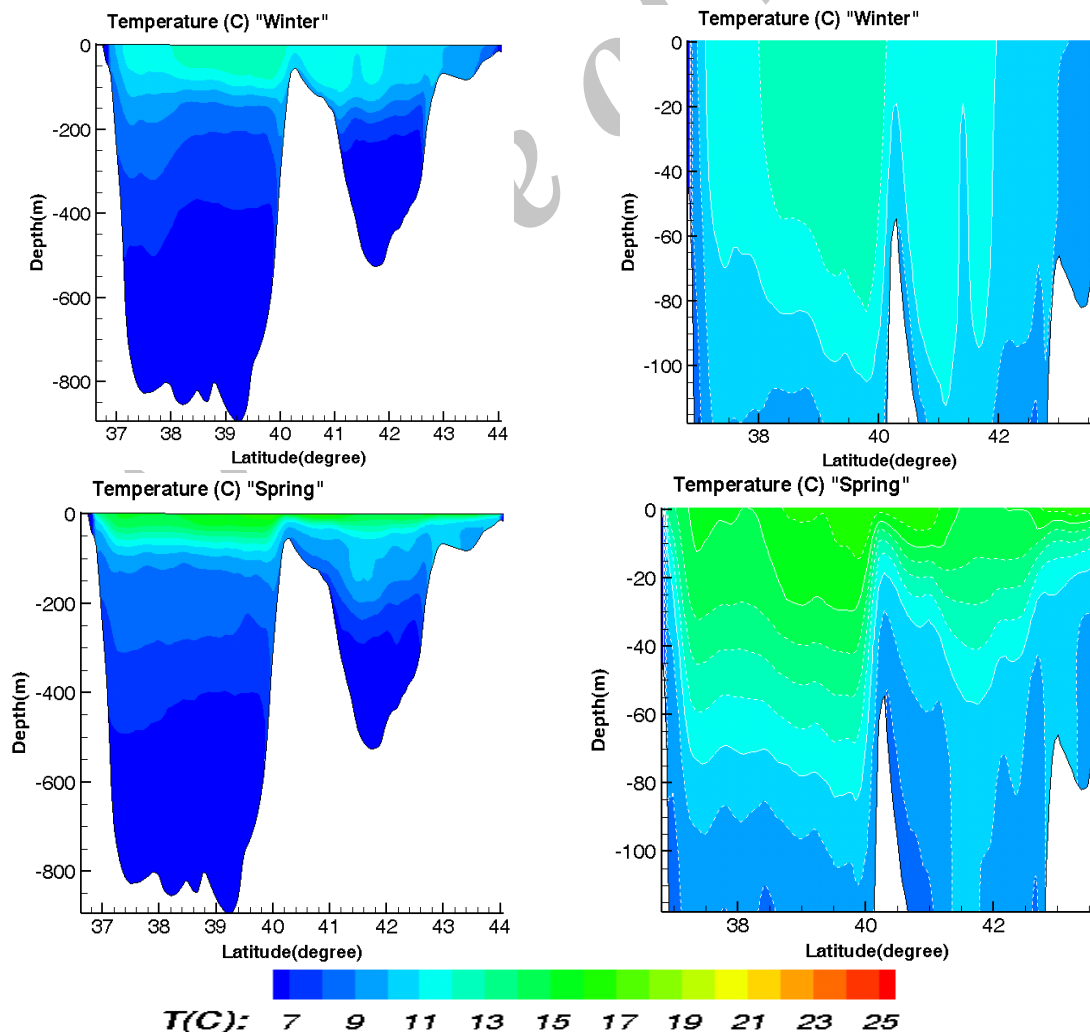 Temperature (C) "Winter"
0
-200
-400
-600
-800
Depth(m)
37 38 39 40 41 42 43 44
Latitude(degree)
Temperature (C) "Winter"
0
-20
-40
-60
-80
-100
Depth(m)
38 40 42
Latitude(degree)
e
Temperature (C) "Spring"
0
-200
-400
-600
-800
Depth(m)
37 38 39 40 41 42 43 44
Latitude(degree)
Temperature (C) "Spring"
0
-20
-40
-60
-80
-100
Depth(m)
38 40 42
Latitude(degree)
T(C): 7 9 11 13 15 17 19 21 23 25